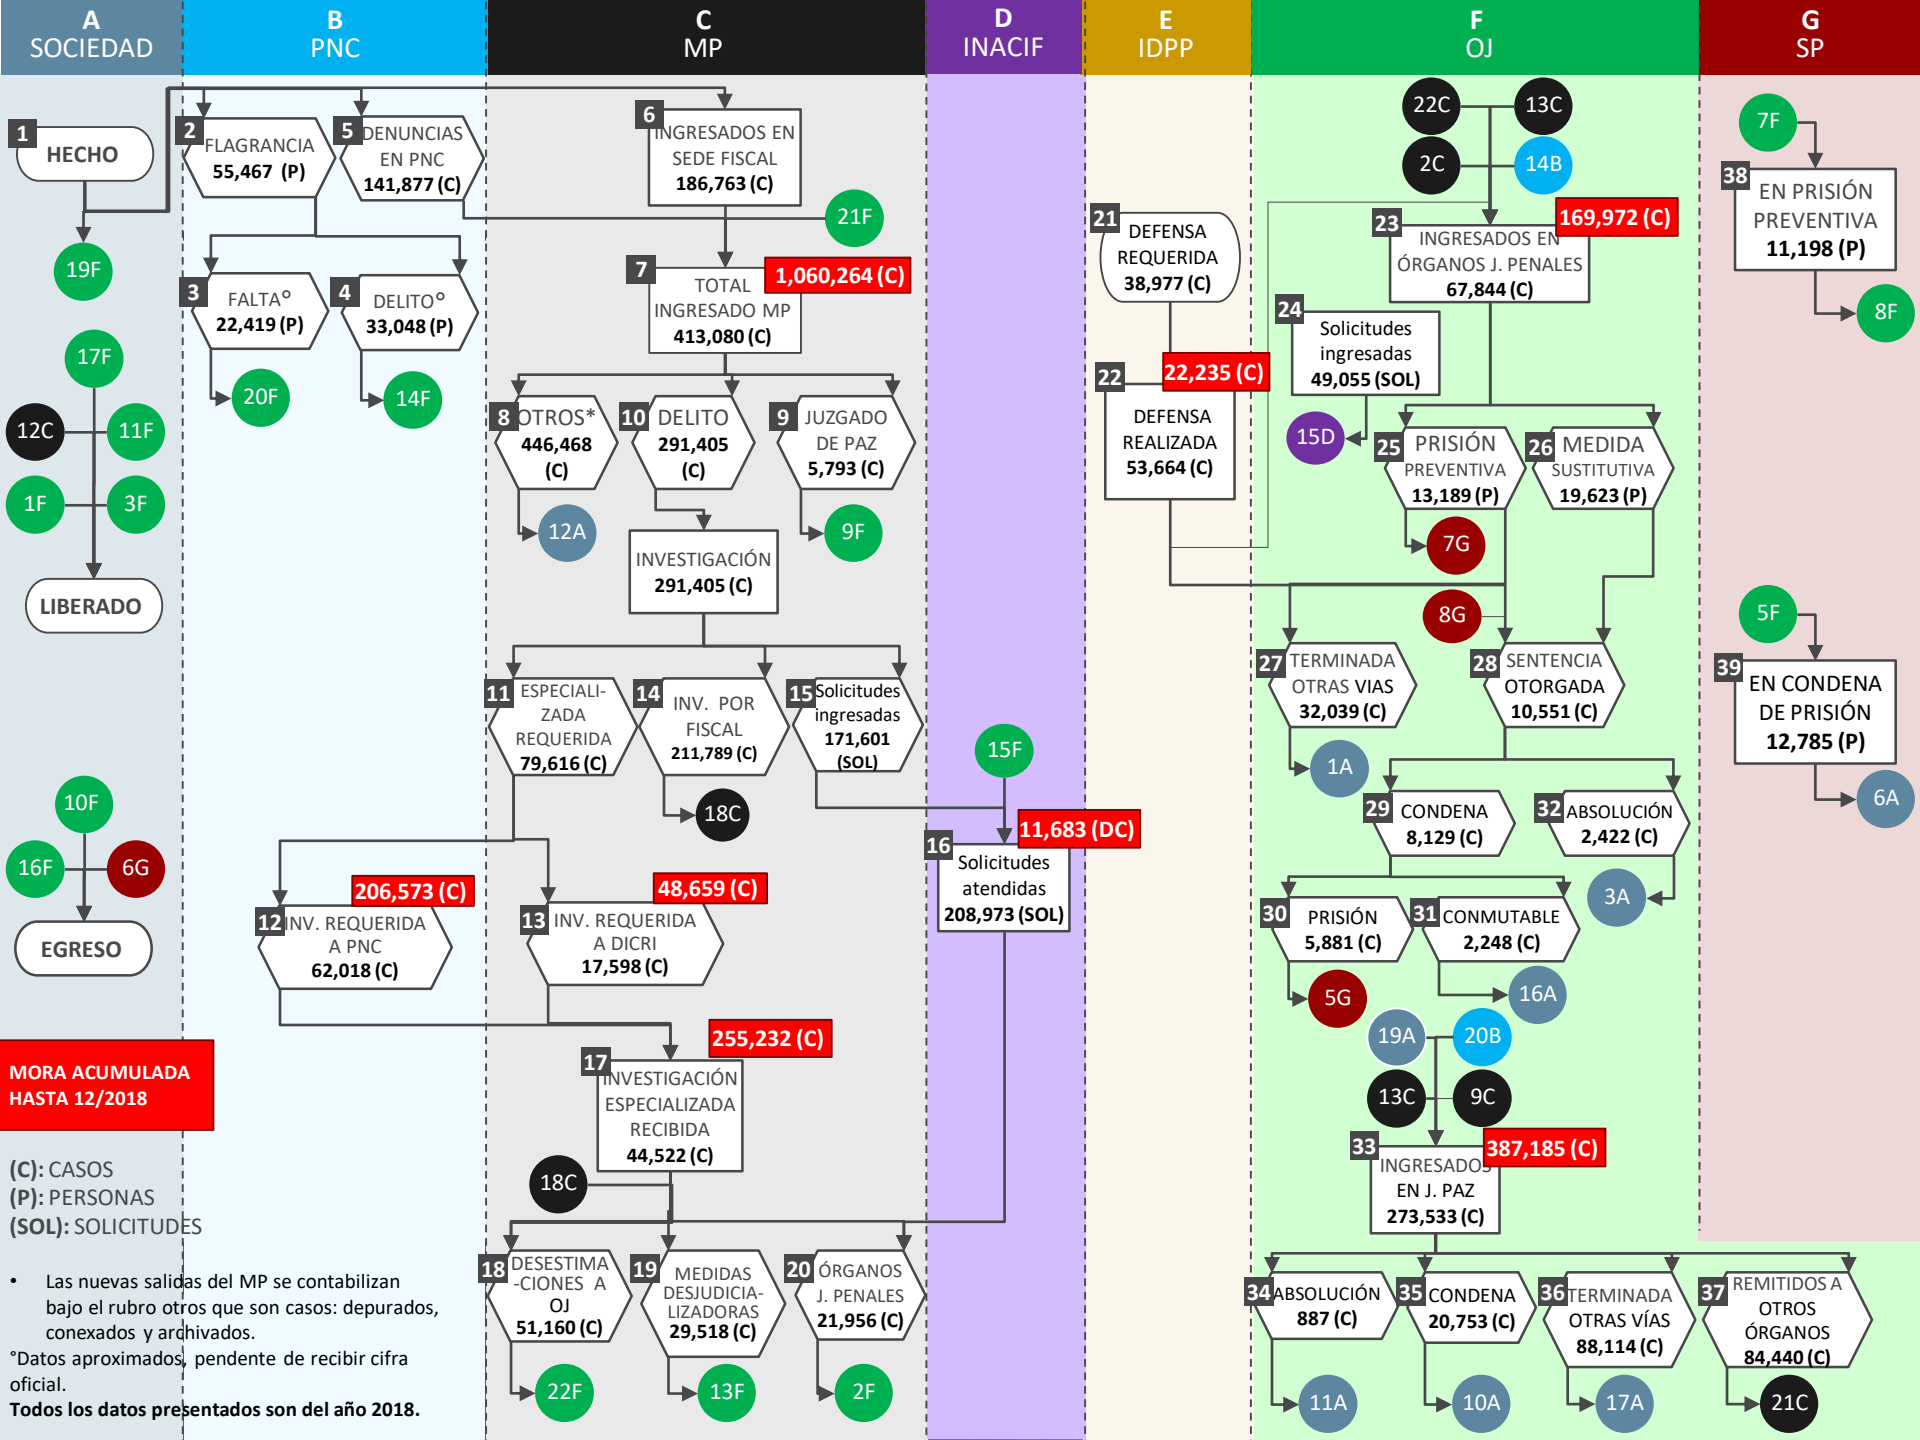 A
SOCIEDAD
B
PNC
C
MP
D
INACIF
E
IDPP
F
OJ
G
SP
1
HECHO
19F
17F
12C
11F
1F
3F
LIBERADO
10F
16F
6G
EGRESO
MORA ACUMULADA
HASTA 12/2018
(C): CASOS
(P): PERSONAS
(SOL): SOLICITUDES
• Las nuevas salidas del MP se contabilizan
bajo el rubro otros que son casos: depurados,
conexados y archivados.
°Datos aproximados, pendente de recibir cifra
oficial.
Todos los datos presentados son del año 2018.
2
FLAGRANCIA
55,467 (P)
5
DENUNCIAS
EN PNC
141,877 (C)
3
FALTA°
22,419 (P)
4
DELITO°
33,048 (P)
20F
14F
206,573 (C)
12
INV. REQUERIDA
A PNC
62,018 (C)
6
INGRESADOS EN
SEDE FISCAL
186,763 (C)
21F
7
1,060,264 (C)
TOTAL
INGRESADO MP
413,080 (C)
8
OTROS*
446,468
(C)
10
DELITO
291,405
(C)
9
JUZGADO
DE PAZ
5,793 (C)
12A
9F
INVESTIGACIÓN
291,405 (C)
11
ESPECIALI-
ZADA
REQUERIDA
79,616 (C)
14
INV. POR
FISCAL
211,789 (C)
15
Solicitudes
ingresadas
171,601
(SOL)
18C
48,659 (C)
13
INV. REQUERIDA
A DICRI
17,598 (C)
255,232 (C)
17
INVESTIGACIÓN
ESPECIALIZADA
RECIBIDA
44,522 (C)
18C
18
DESESTIMA
-CIONES A
OJ
51,160 (C)
19
MEDIDAS
DESJUDICIA-
LIZADORAS
29,518 (C)
20
ÓRGANOS
J. PENALES
21,956 (C)
22F
13F
2F
15F
11,683 (DC)
16
Solicitudes
atendidas
208,973 (SOL)
21
DEFENSA
REQUERIDA
38,977 (C)
22
22,235 (C)
DEFENSA
REALIZADA
53,664 (C)
22C
13C
2C
14B
169,972 (C)
23
INGRESADOS EN
ÓRGANOS J. PENALES
67,844 (C)
24
Solicitudes
ingresadas
49,055 (SOL)
15D
25
PRISIÓN
PREVENTIVA
13,189 (P)
26
MEDIDA
SUSTITUTIVA
19,623 (P)
7G
8G
27
TERMINADA
OTRAS VIAS
32,039 (C)
28
SENTENCIA
OTORGADA
10,551 (C)
1A
29
CONDENA
8,129 (C)
32
ABSOLUCIÓN
2,422 (C)
3A
30
PRISIÓN
5,881 (C)
31
CONMUTABLE
2,248 (C)
5G
16A
19A
20B
13C
9C
387,185 (C)
33
INGRESADOS
EN J. PAZ
273,533 (C)
34
ABSOLUCIÓN
887 (C)
35
CONDENA
20,753 (C)
36
TERMINADA
OTRAS VÍAS
88,114 (C)
37
REMITIDOS A
OTROS
ÓRGANOS
84,440 (C)
11A
10A
17A
21C
7F
38
EN PRISIÓN
PREVENTIVA
11,198 (P)
8F
5F
39
EN CONDENA
DE PRISIÓN
12,785 (P)
6A